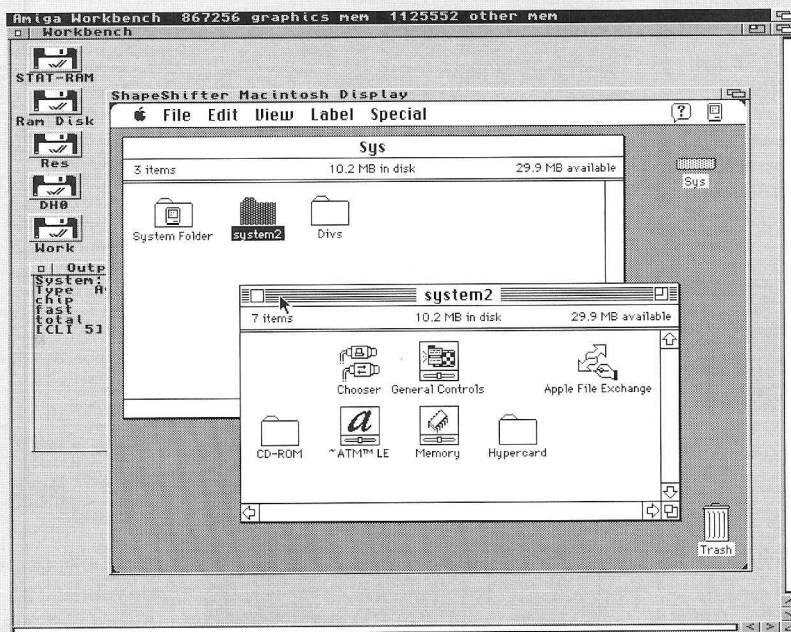 Amiga Workbench 867256 graphics mem 1125552 other mem
Workbench
STAT-RAM
Ram Disk
Res
DH0
Work
ShapeShifter Macintosh Display
File Edit View Label Special
Sys
3 items 10.2 MB in disk 29.9 MB available
System Folder system2 Divs
Sys
Outp
System:
Type
chip
fast
total
[CLI 5]
system2
7 items 10.2 MB in disk 29.9 MB available
Chooser General Controls Apple File Exchange
CD-ROM ~ATM™ LE Memory Hypercard
Trash